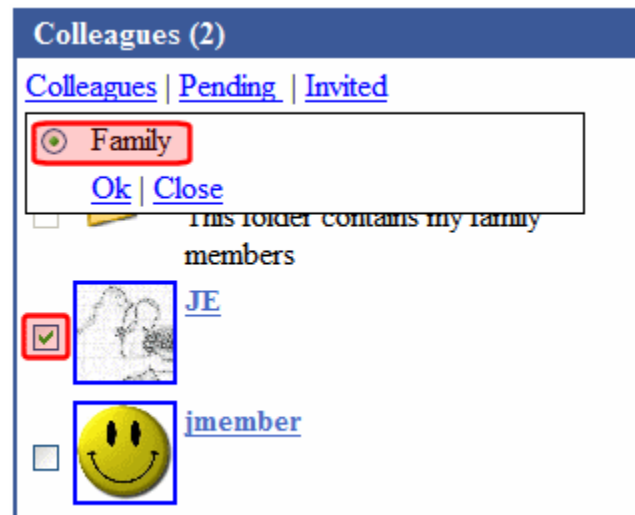 Colleagues (2)
Colleagues | Pending | Invited
Family
Ok | Close
This folder contains my family
members
JE
jmember